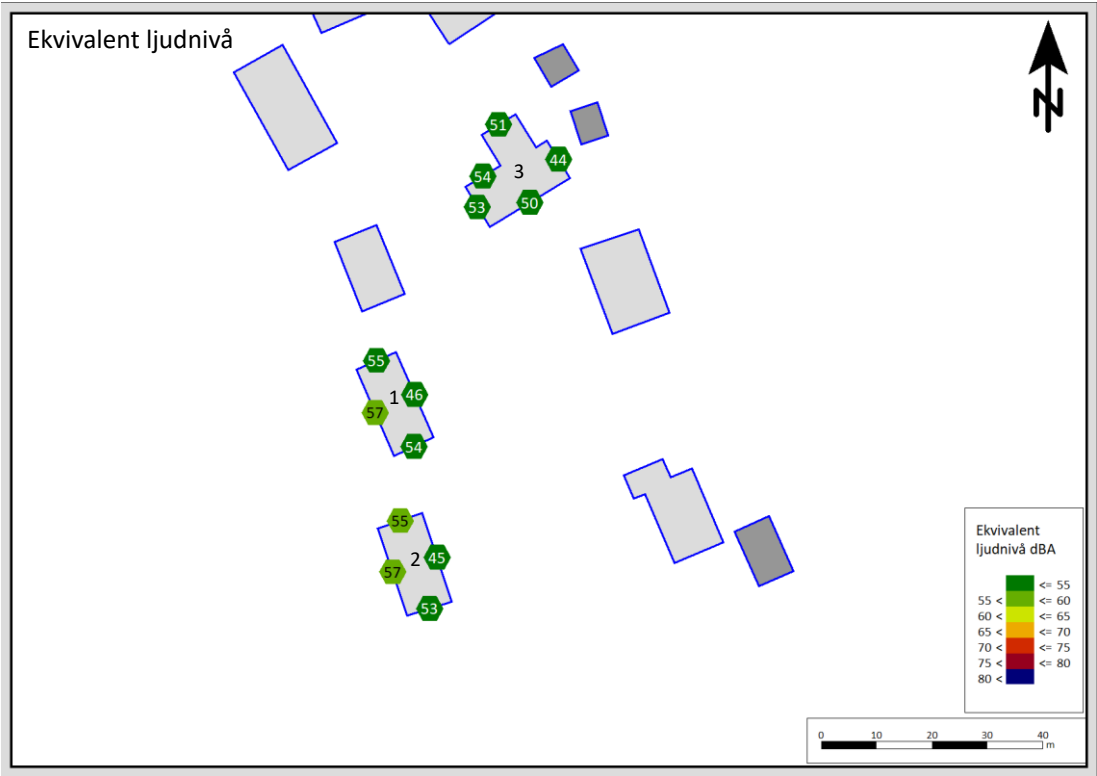 Ekvivalent ljudnivå
N
51
44
3
54
53
50
55
1
46
57
54
55
2
45
57
53
Ekvivalent
ljudnivå dBA
<= 55
55 < <= 60
60 < <= 65
65 < <= 70
70 < <= 75
75 < <= 80
80 <
0 10 20 30 40
m